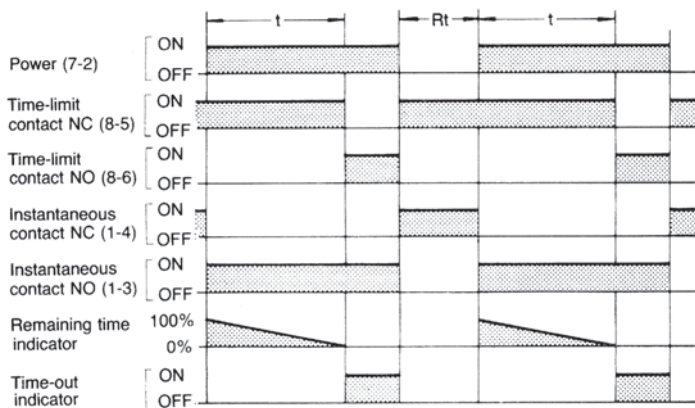 t Rt t
Power (7-2) ON
OFF
Time-limit ON
contact NC (8-5) OFF
Time-limit ON
contact NO (8-6) OFF
Instantaneous ON
contact NC (1-4) OFF
Instantaneous ON
contact NO (1-3) OFF
Remaining time 100%
indicator 0%
Time-out ON
indicator OFF